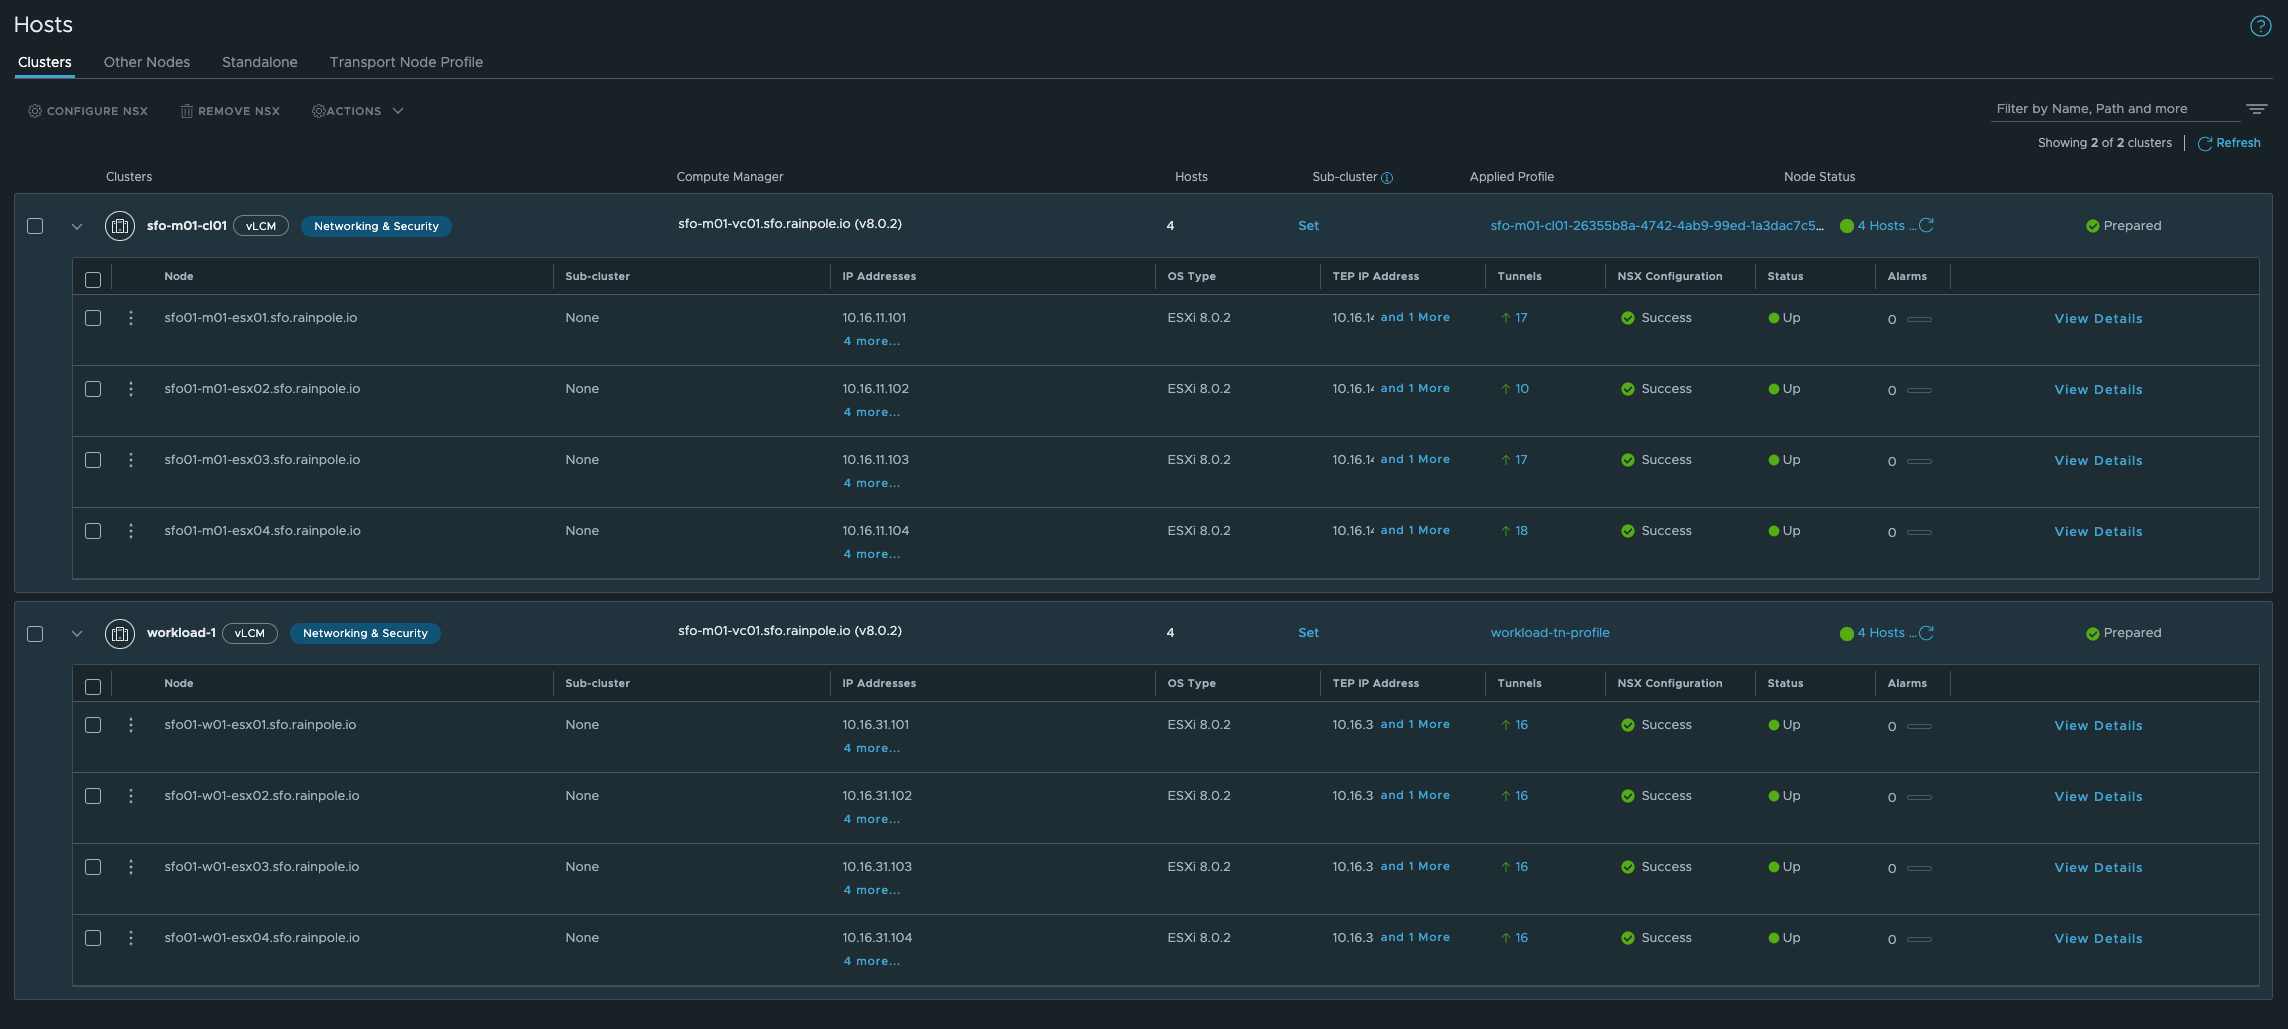 Hosts
Clusters Other Nodes Standalone Transport Node Profile
CONFIGURE NSX REMOVE NSX ACTIONS Filter by Name, Path and more
Showing 2 of 2 clusters Refresh
Clusters Compute Manager Hosts Sub-cluster Applied Profile Node Status
sfo-m01-cl01 vLCM Networking & Security sfo-m01-vc01.sfo.rainpole.io (v8.0.2) 4 Set sfo-m01-cl01-26355b8a-4742-4ab9-99ed-1a3dac7c5... 4 Hosts ... Prepared
Node Sub-cluster IP Addresses OS Type TEP IP Address Tunnels NSX Configuration Status Alarms
sfo01-m01-esx01.sfo.rainpole.io None 10.16.11.101 ESXi 8.0.2 10.16.14 and 1 More 17 Success Up 0 View Details
4 more...
sfo01-m01-esx02.sfo.rainpole.io None 10.16.11.102 ESXi 8.0.2 10.16.14 and 1 More 10 Success Up 0 View Details
4 more...
sfo01-m01-esx03.sfo.rainpole.io None 10.16.11.103 ESXi 8.0.2 10.16.14 and 1 More 17 Success Up 0 View Details
4 more...
sfo01-m01-esx04.sfo.rainpole.io None 10.16.11.104 ESXi 8.0.2 10.16.14 and 1 More 18 Success Up 0 View Details
4 more...
workload-1 vLCM Networking & Security sfo-m01-vc01.sfo.rainpole.io (v8.0.2) 4 Set workload-tn-profile 4 Hosts ... Prepared
Node Sub-cluster IP Addresses OS Type TEP IP Address Tunnels NSX Configuration Status Alarms
sfo01-w01-esx01.sfo.rainpole.io None 10.16.31.101 ESXi 8.0.2 10.16.3 and 1 More 16 Success Up 0 View Details
4 more...
sfo01-w01-esx02.sfo.rainpole.io None 10.16.31.102 ESXi 8.0.2 10.16.3 and 1 More 16 Success Up 0 View Details
4 more...
sfo01-w01-esx03.sfo.rainpole.io None 10.16.31.103 ESXi 8.0.2 10.16.3 and 1 More 16 Success Up 0 View Details
4 more...
sfo01-w01-esx04.sfo.rainpole.io None 10.16.31.104 ESXi 8.0.2 10.16.3 and 1 More 16 Success Up 0 View Details
4 more...